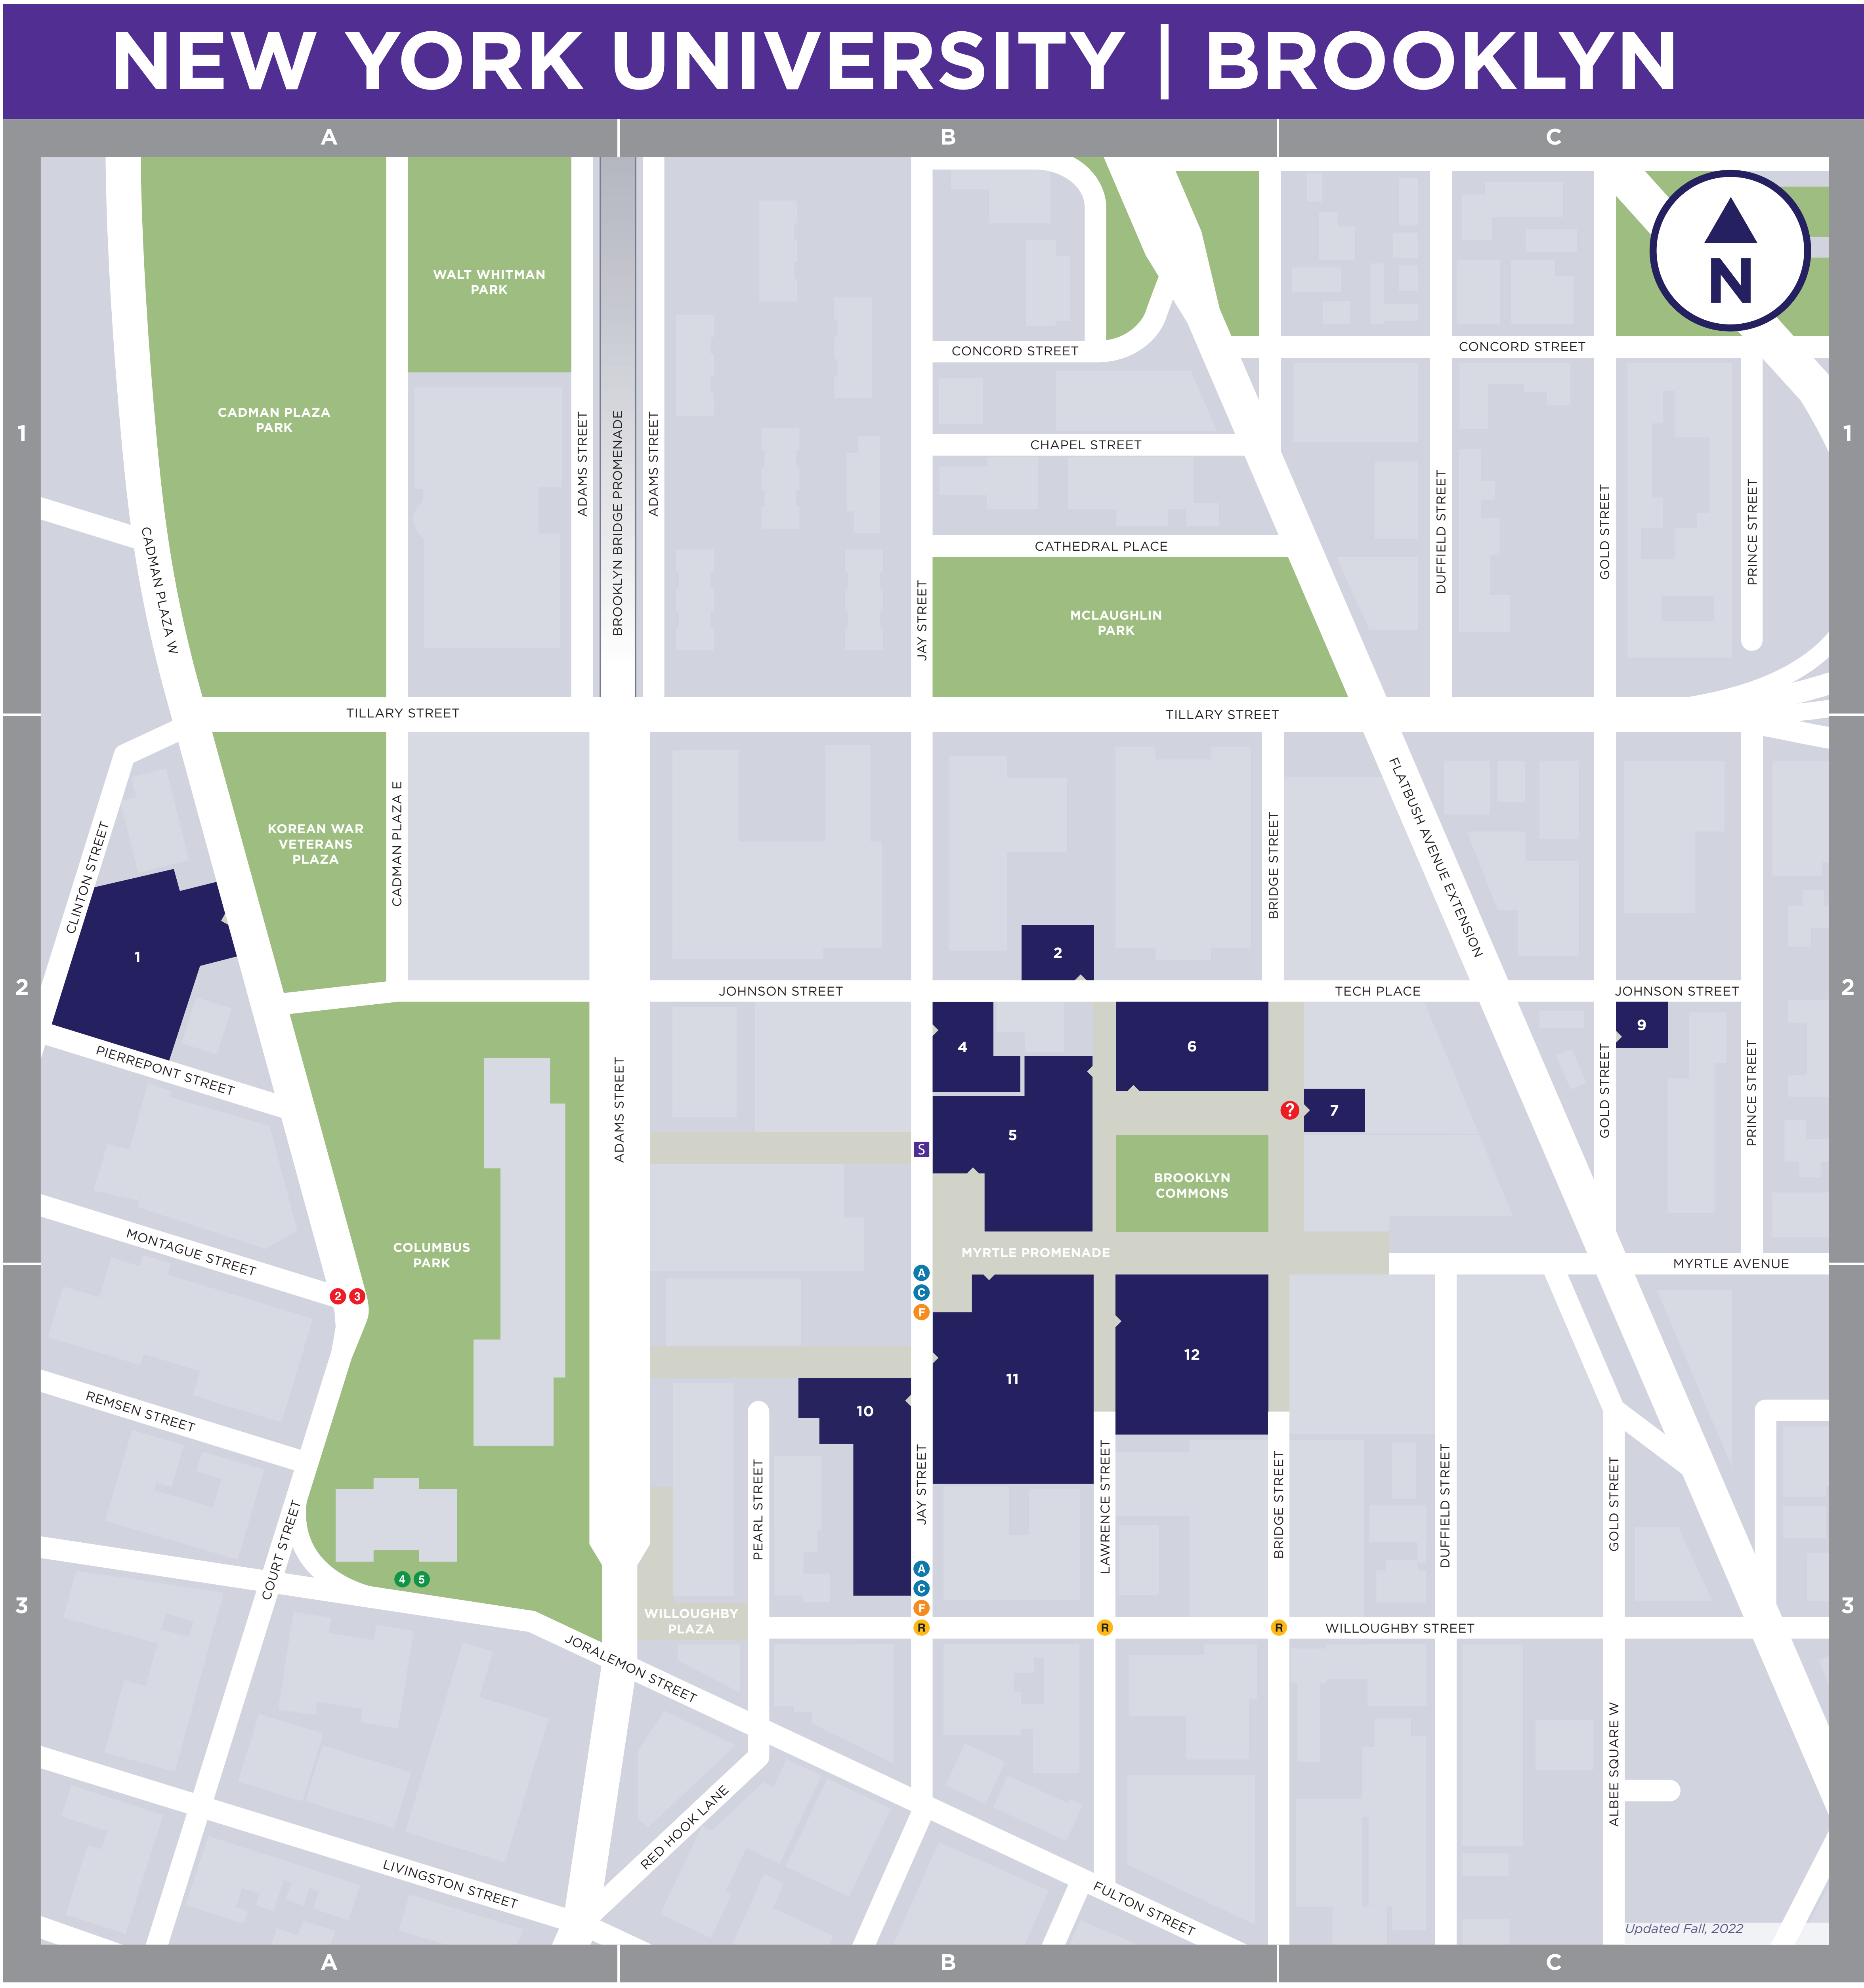 NEW YORK UNIVERSITY | BROOKLYN
A
B
C
N
WALT WHITMAN
PARK
CONCORD STREET
CONCORD STREET
CADMAN PLAZA
PARK
1
1
ADAMS STREET
BROOKLYN BRIDGE PROMENADE
ADAMS STREET
CHAPEL STREET
DUFFIELD STREET
GOLD STREET
PRINCE STREET
CADMAN PLAZA W
CATHEDRAL PLACE
JAY STREET
MCLAUGHLIN
PARK
TILLARY STREET
TILLARY STREET
KOREAN WAR
VETERANS
PLAZA
CADMAN PLAZA E
CLINTON STREET
BRIDGE STREET
FLATBUSH AVENUE EXTENSION
1
2
2
2
JOHNSON STREET
TECH PLACE
JOHNSON STREET
9
4
6
PIERREPONT STREET
ADAMS STREET
GOLD STREET
PRINCE STREET
?
7
5
S
BROOKLYN
COMMONS
MONTAGUE STREET
COLUMBUS
PARK
MYRTLE PROMENADE
MYRTLE AVENUE
2 3
A
C
F
12
11
10
REMSEN STREET
PEARL STREET
JAY STREET
LAWRENCE STREET
BRIDGE STREET
DUFFIELD STREET
GOLD STREET
COURT STREET
4 5
A
C
F
R
R
R
3
3
WILLOUGHBY
PLAZA
WILLOUGHBY STREET
JORALEMON STREET
ALBEE SQUARE W
RED HOOK LANE
LIVINGSTON STREET
FULTON STREET
Updated Fall, 2022
A
B
C